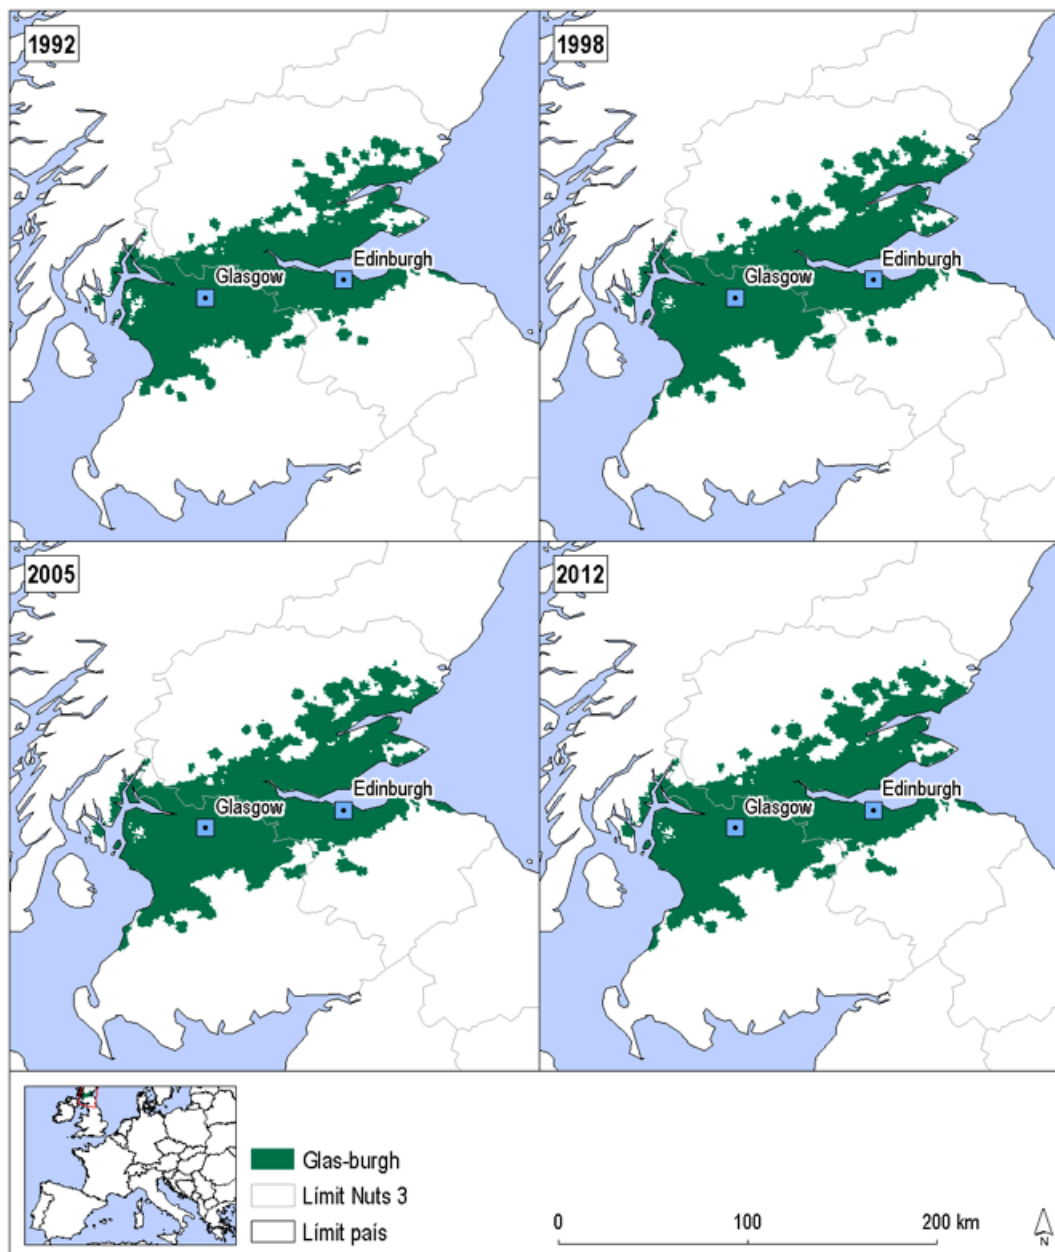 1992
1998
Glasgow
Edinburgh
Glasgow
Edinburgh
2005
2012
Glasgow
Edinburgh
Glasgow
Edinburgh
Glas-burgh
Límit Nuts 3
Límit país
0 100 200 km
N